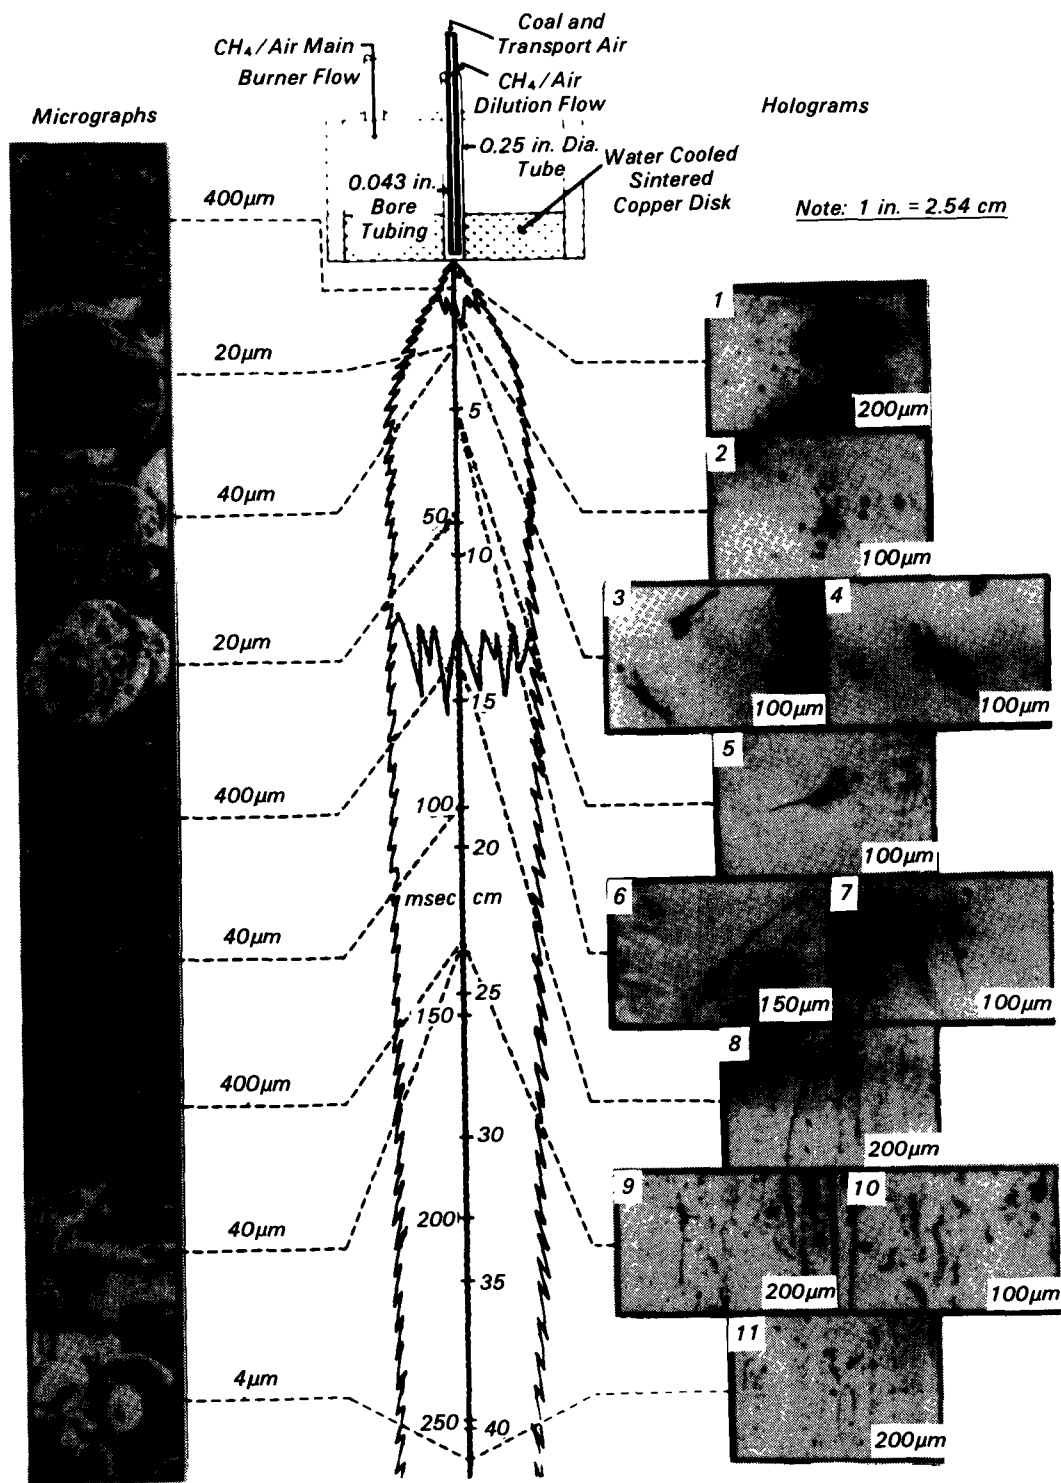 Coal and
Transport Air
CH₄/Air Main
Burner Flow
CH₄/Air
Dilution Flow
Micrographs
Holograms
0.25 in. Dia.
Tube
Water Cooled
Sintered
Copper Disk
0.043 in.
Bore
Tubing
Note: 1 in. = 2.54 cm
400μm
20μm
40μm
20μm
400μm
40μm
400μm
40μm
4μm
5
50
10
15
100
20
msec
cm
25
150
30
200
35
250
40
1
200μm
2
100μm
3
100μm
4
100μm
5
100μm
6
150μm
7
100μm
8
200μm
9
200μm
10
100μm
11
200μm